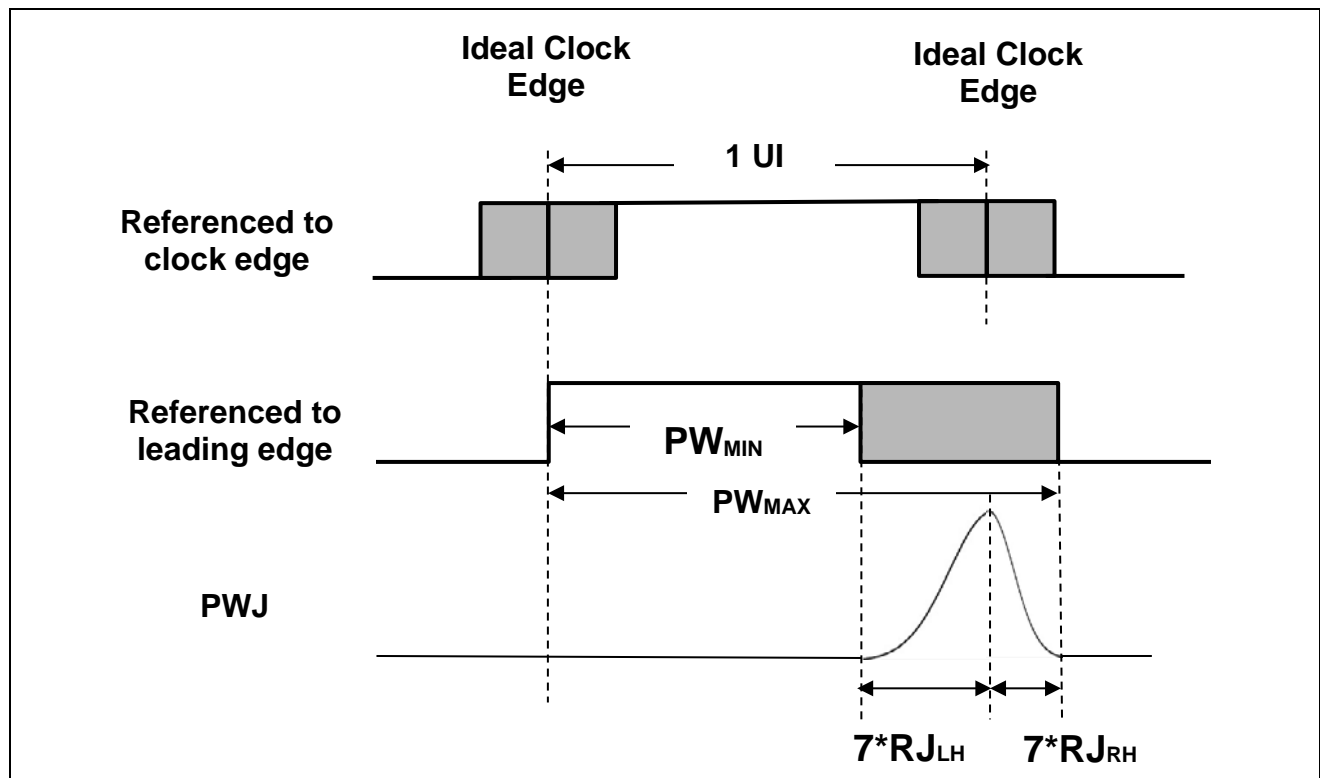 Ideal Clock
Edge
Ideal Clock
Edge
1 UI
Referenced to
clock edge
Referenced to
leading edge
PWMIN
PWMAX
PWJ
7*RJLH
7*RJRH